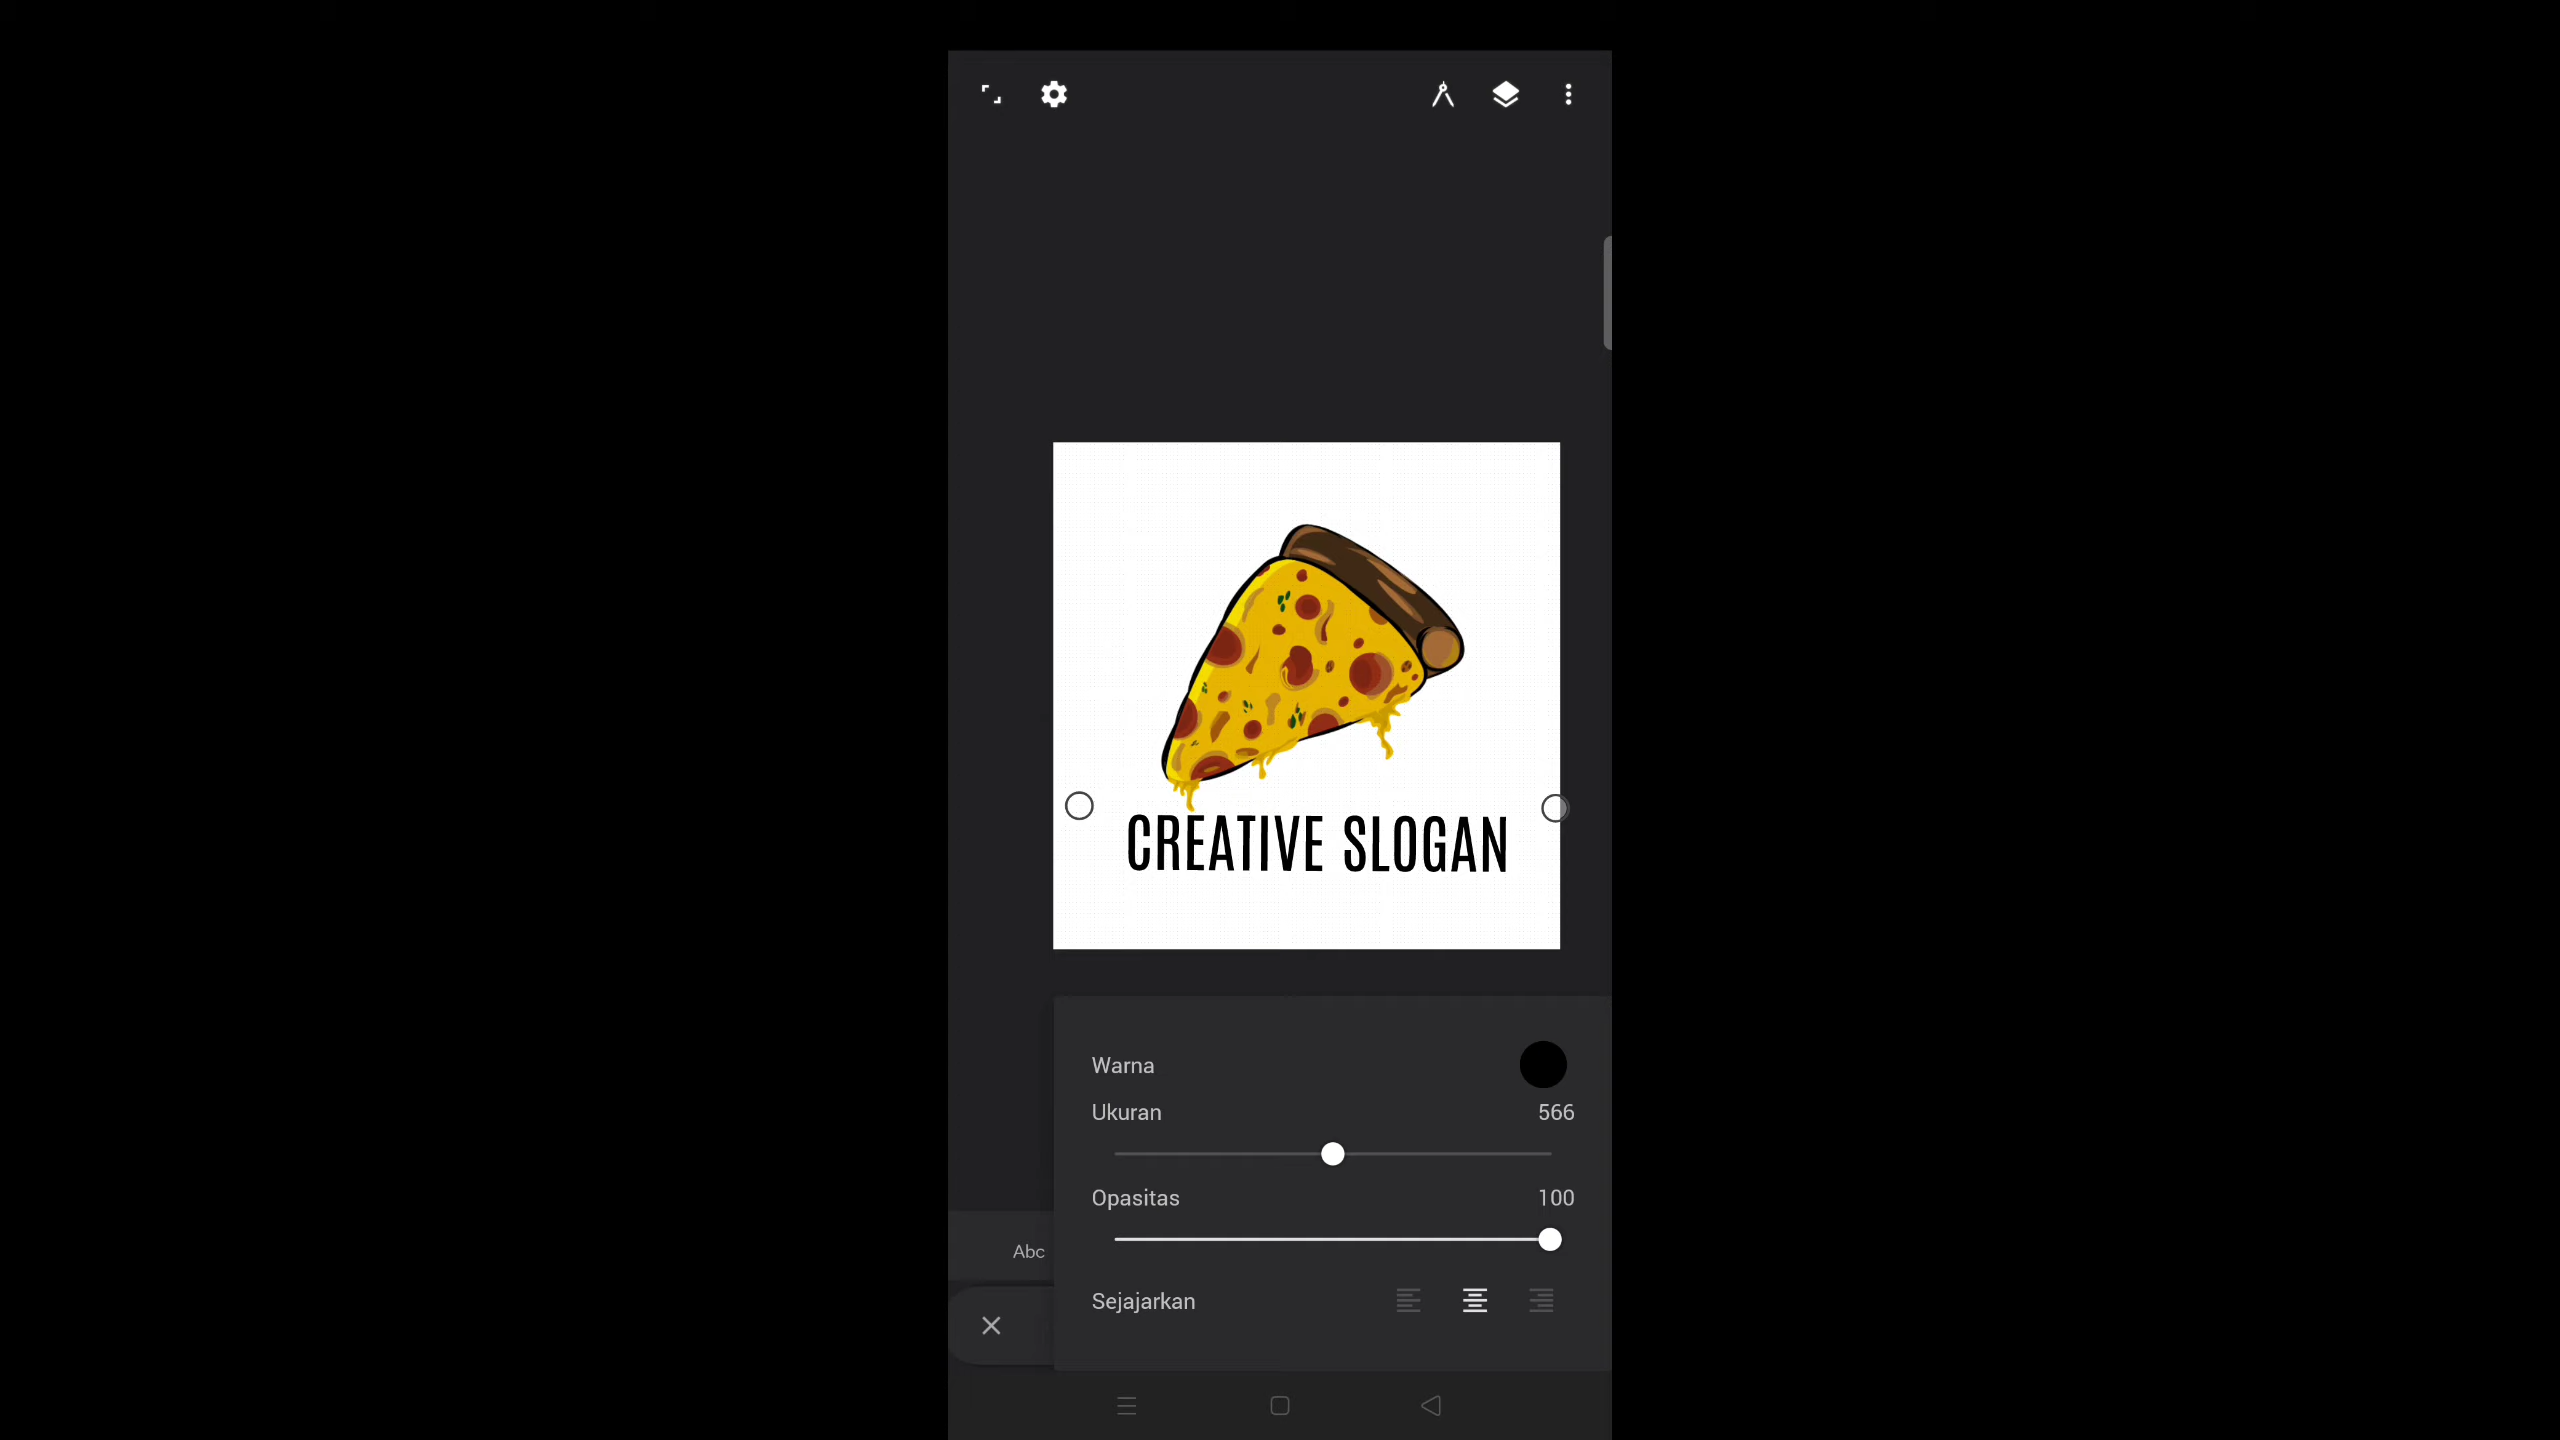 CREATIVE SLOGAN
Warna
Ukuran 566
Opasitas 100
Abc
Sejajarkan